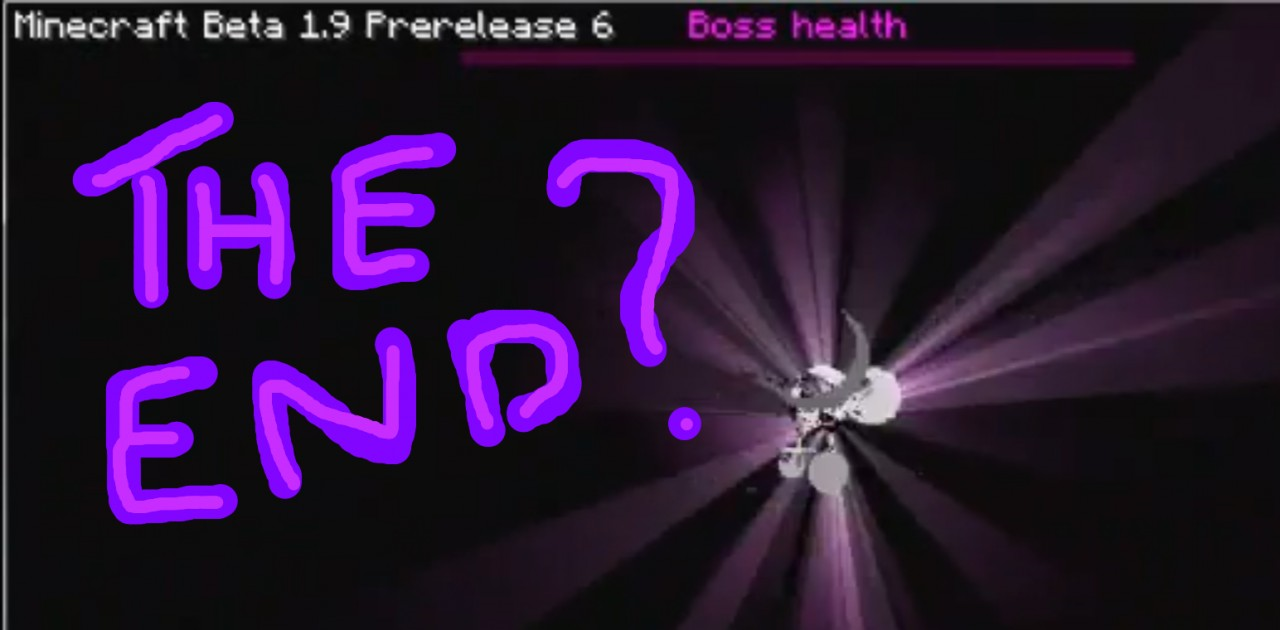 Minecraft Beta 1.9 Prerelease 6
Boss health
THE
END?